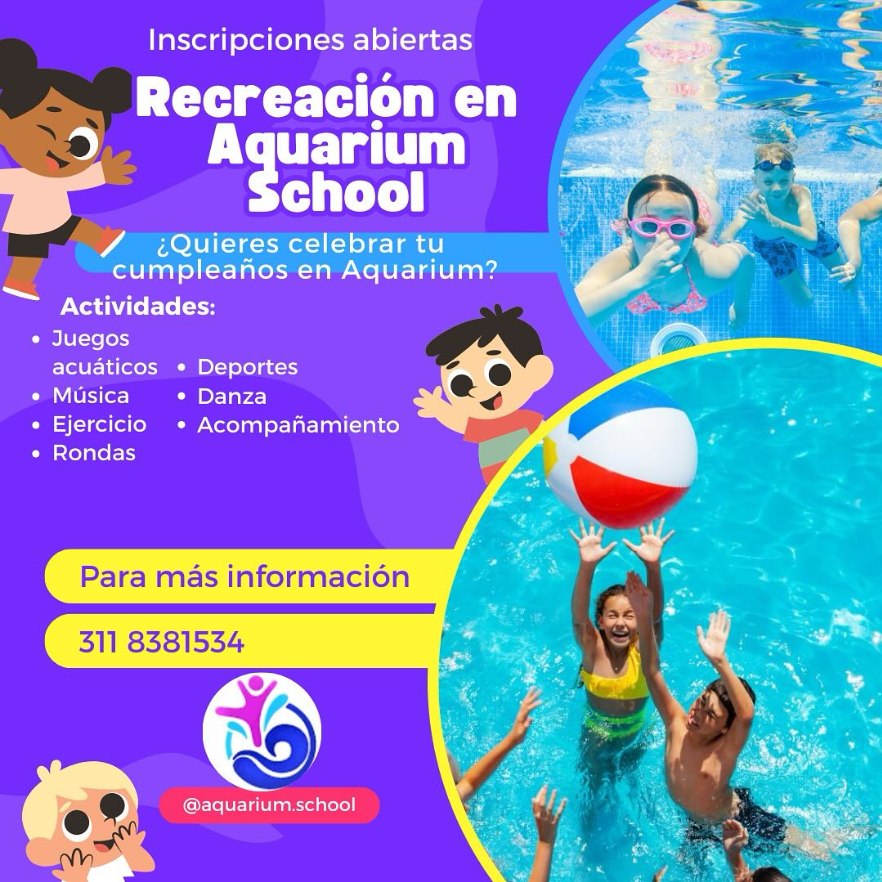 Inscripciones abiertas
Recreación en
Aquarium
School
¿Quieres celebrar tu
cumpleaños en Aquarium?
Actividades:
• Juegos
acuáticos
• Música
• Ejercicio
• Rondas
• Deportes
• Danza
• Acompañamiento
Para más información
311 8381534
@aquarium.school